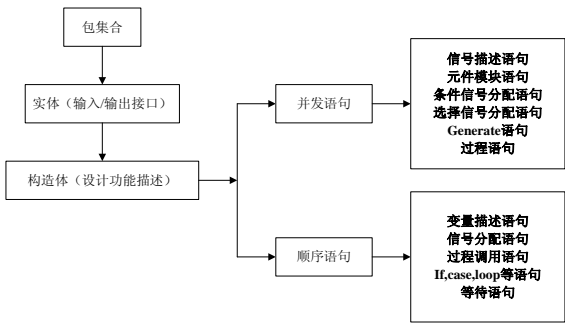 包集合
实体（输入/输出接口）
构造体（设计功能描述）
并发语句
信号描述语句
元件模块语句
条件信号分配语句
选择信号分配语句
Generate语句
过程语句
顺序语句
变量描述语句
信号分配语句
过程调用语句
If,case,loop等语句
等待语句